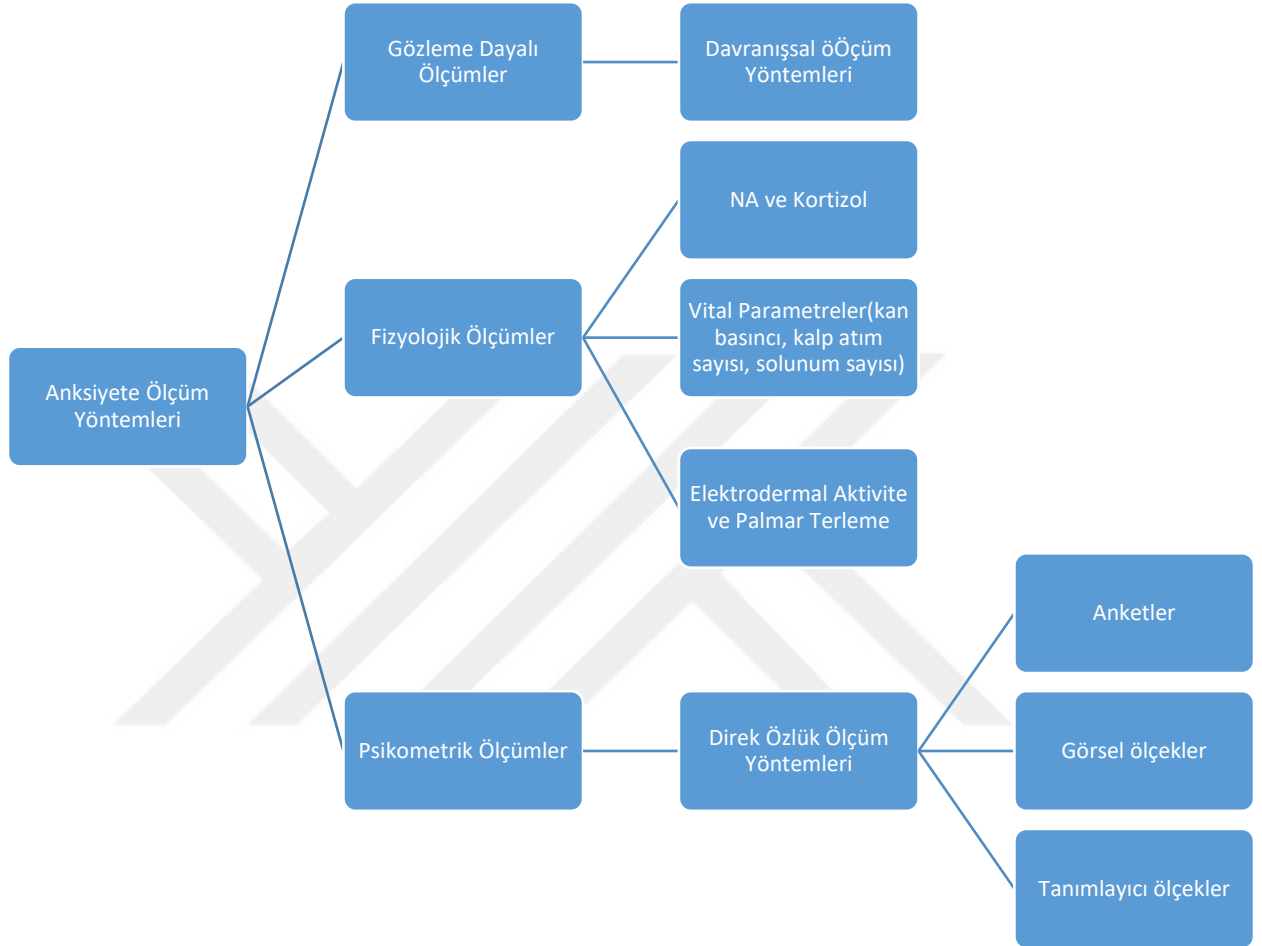 Gözleme Dayalı
Ölçümler
Davranışsal öÖçüm
Yöntemleri
NA ve Kortizol
Fizyolojik Ölçümler
Vital Parametreler(kan
basıncı, kalp atım
sayısı, solunum sayısı)
Anksiyete Ölçüm
Yöntemleri
Elektrodermal Aktivite
ve Palmar Terleme
Anketler
Psikometrik Ölçümler
Direk Özlük Ölçüm
Yöntemleri
Görsel ölçekler
Tanımlayıcı ölçekler